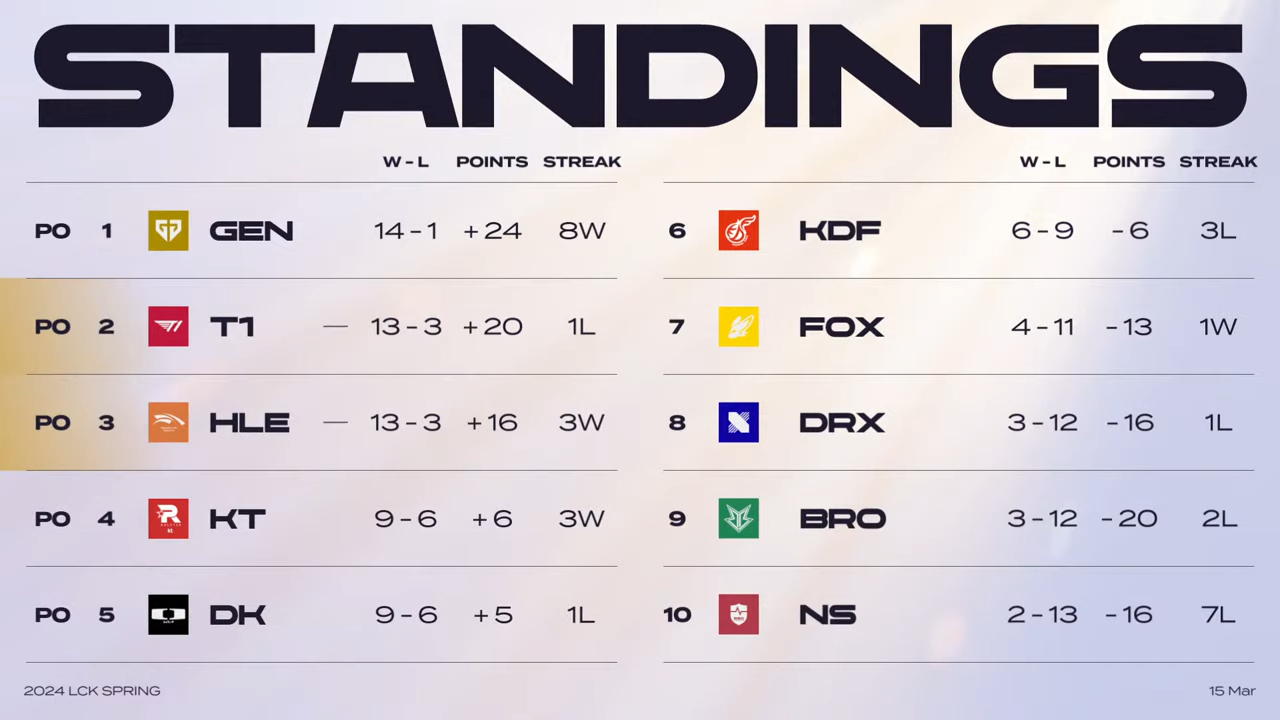 STANDINGS
W - L POINTS STREAK
PO 1 GEN 14 - 1 + 24 8W
PO 2 T1 — 13 - 3 + 20 1L
PO 3 HLE — 13 - 3 + 16 3W
PO 4 KT 9 - 6 + 6 3W
PO 5 DK 9 - 6 + 5 1L
W - L POINTS STREAK
6 KDF 6 - 9 - 6 3L
7 FOX 4 - 11 - 13 1W
8 DRX 3 - 12 - 16 1L
9 BRO 3 - 12 - 20 2L
10 NS 2 - 13 - 16 7L
2024 LCK SPRING
15 Mar